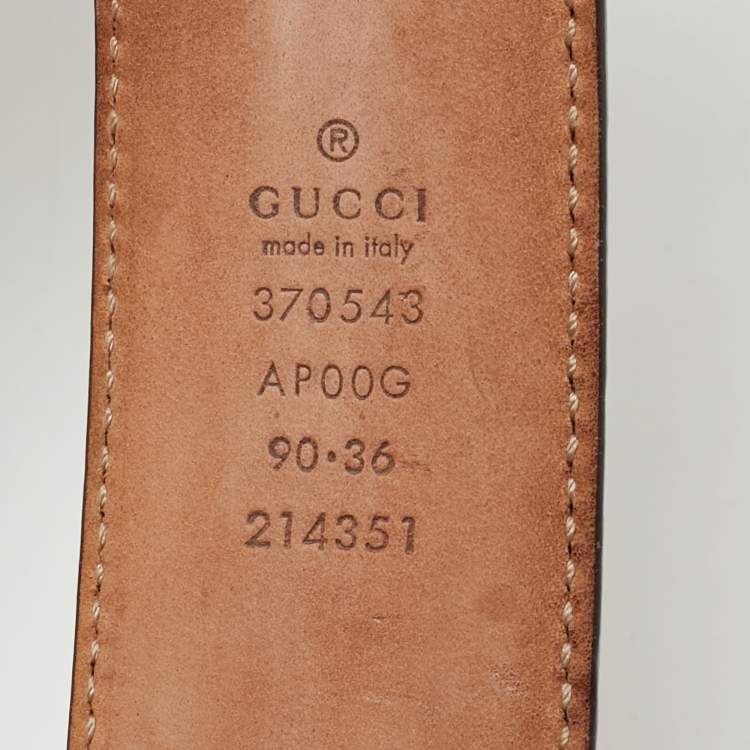 ®
GUCCI
made in italy
370543
AP00G
90·36
214351